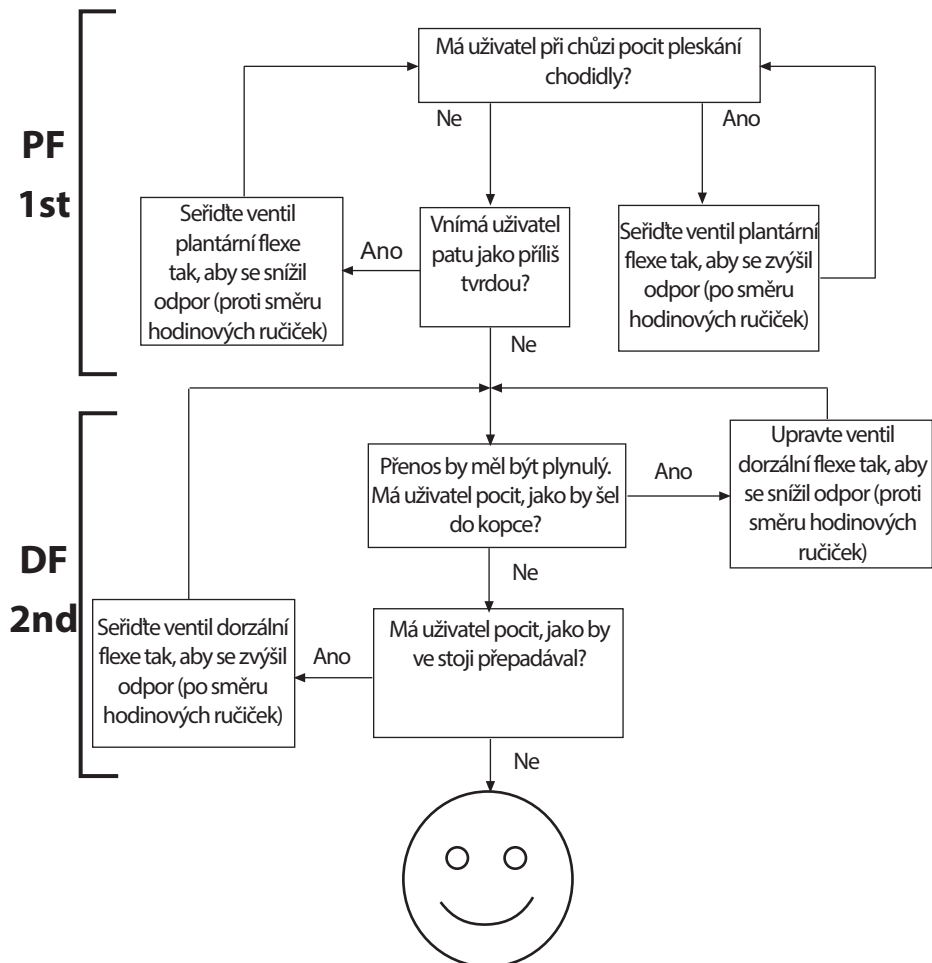 Má uživatel při chůzi pocit pleskání
chodidly?
Ne
Ano
PF
1st
Seřiďte ventil
plantární flexe
tak, aby se snížil
odpor (proti směru
hodinových ručiček)
Ano
Vnímá uživatel
patu jako příliš
tvrdou?
Seřiďte ventil plantární
flexe tak, aby se zvýšil
odpor (po směru
hodinových ručiček)
Ne
DF
2nd
Přenos by měl být plynulý.
Má uživatel pocit, jako by šel
do kopce?
Ano
Upravte ventil
dorzální flexe tak, aby
se snížil odpor (proti
směru hodinových
ručiček)
Ne
Seřiďte ventil dorzální
flexe tak, aby se zvýšil
odpor (po směru
hodinových ručiček)
Ano
Má uživatel pocit, jako by
ve stoji přepadával?
Ne